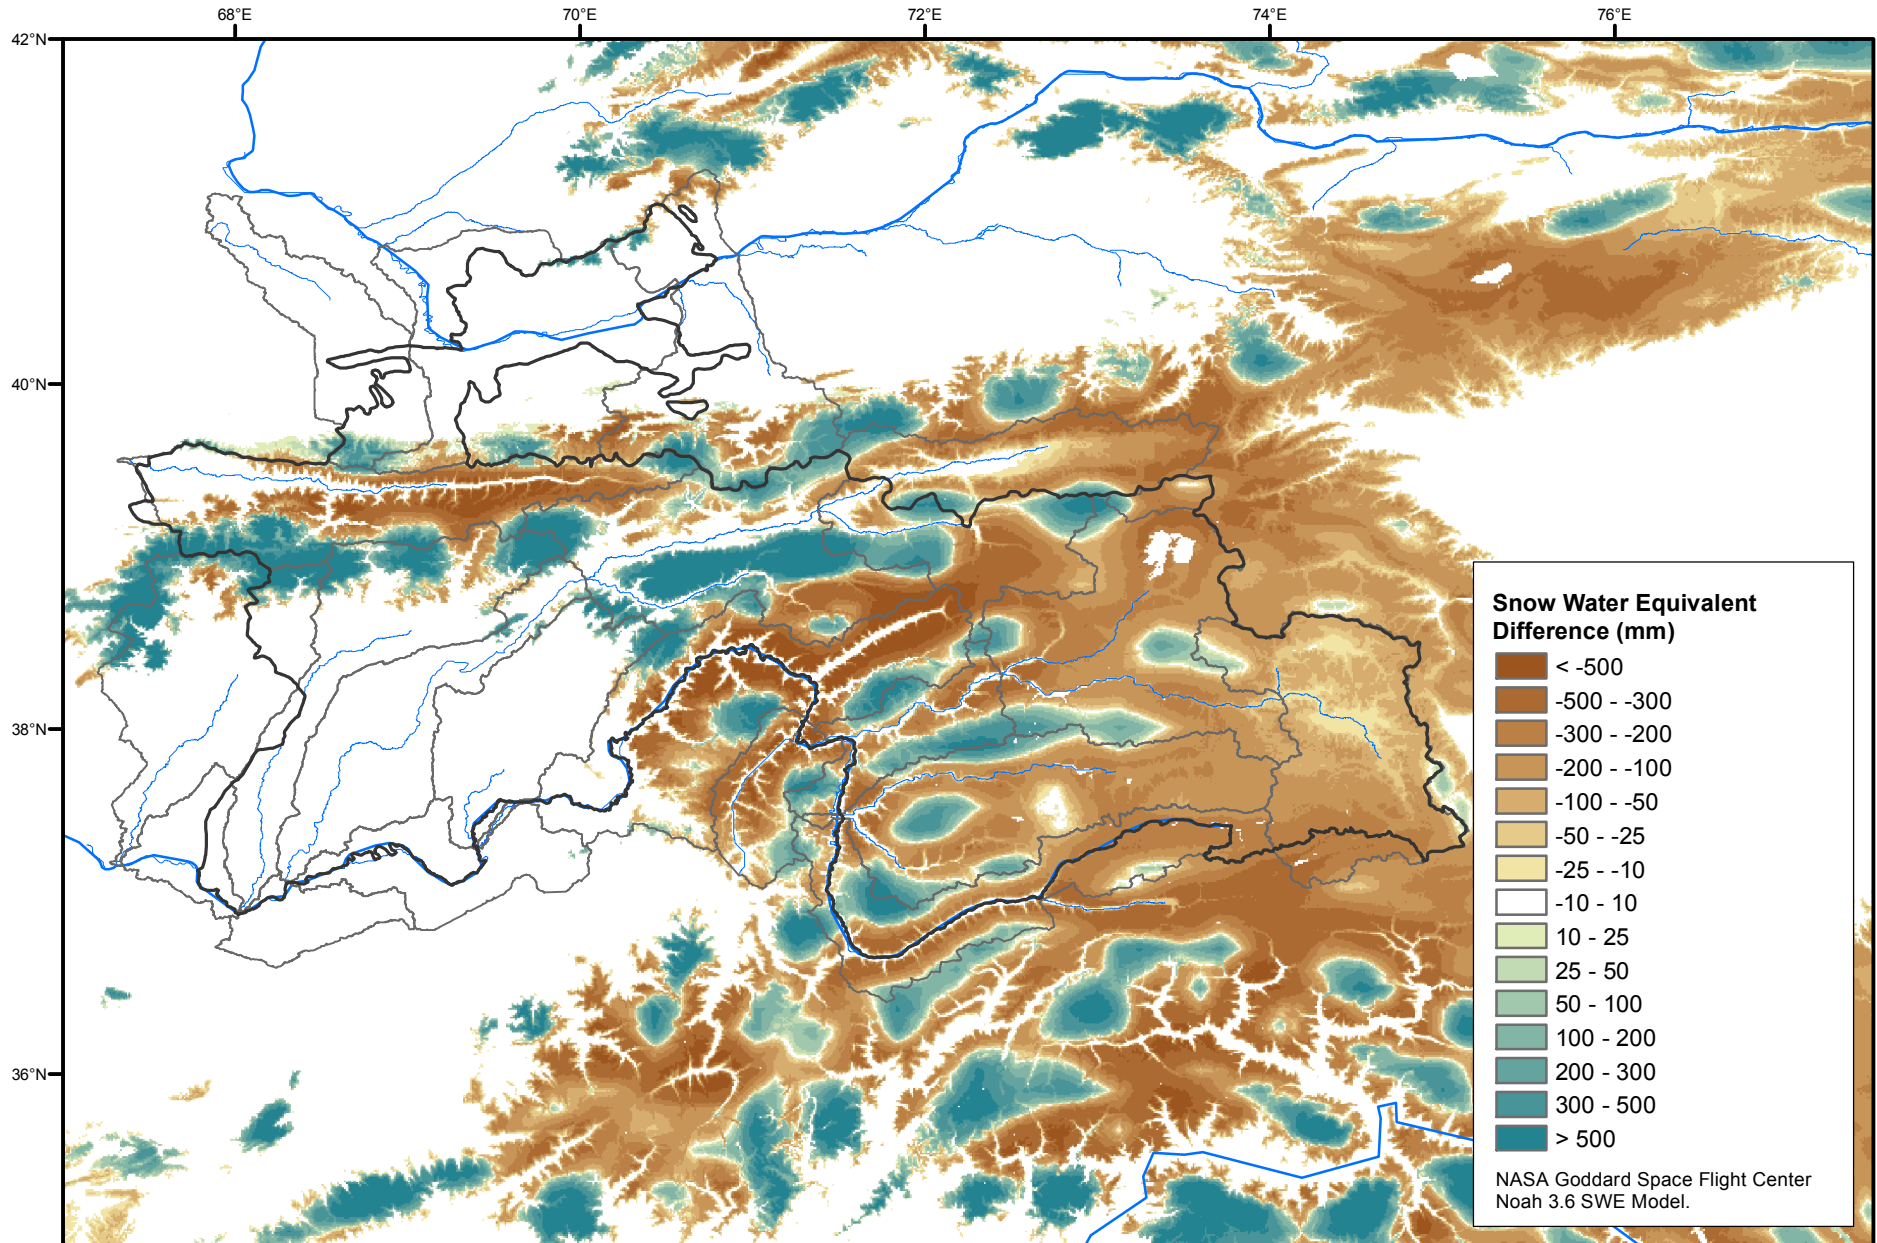 68°E 70°E 72°E 74°E 76°E
42°N
40°N
38°N
36°N
Snow Water Equivalent
Difference (mm)
< -500
-500 - -300
-300 - -200
-200 - -100
-100 - -50
-50 - -25
-25 - -10
-10 - 10
10 - 25
25 - 50
50 - 100
100 - 200
200 - 300
300 - 500
> 500
NASA Goddard Space Flight Center
Noah 3.6 SWE Model.